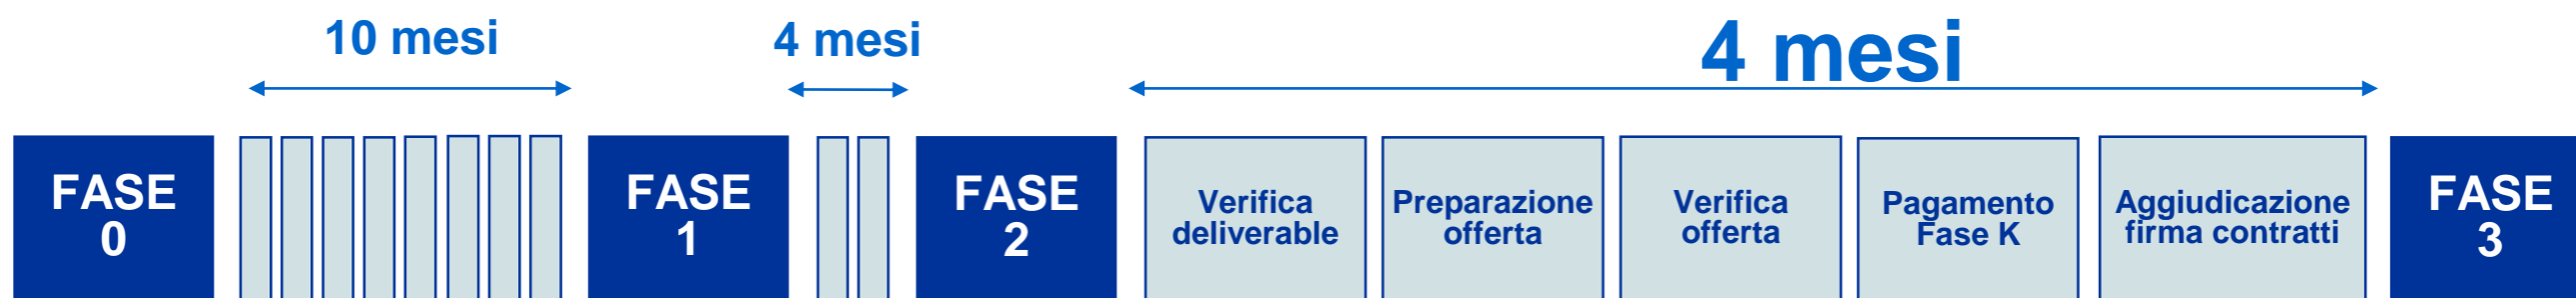 10 mesi
4 mesi
4 mesi
FASE
0
FASE
1
FASE
2
Verifica
deliverable
Preparazione
offerta
Verifica
offerta
Pagamento
Fase K
Aggiudicazione
firma contratti
FASE
3